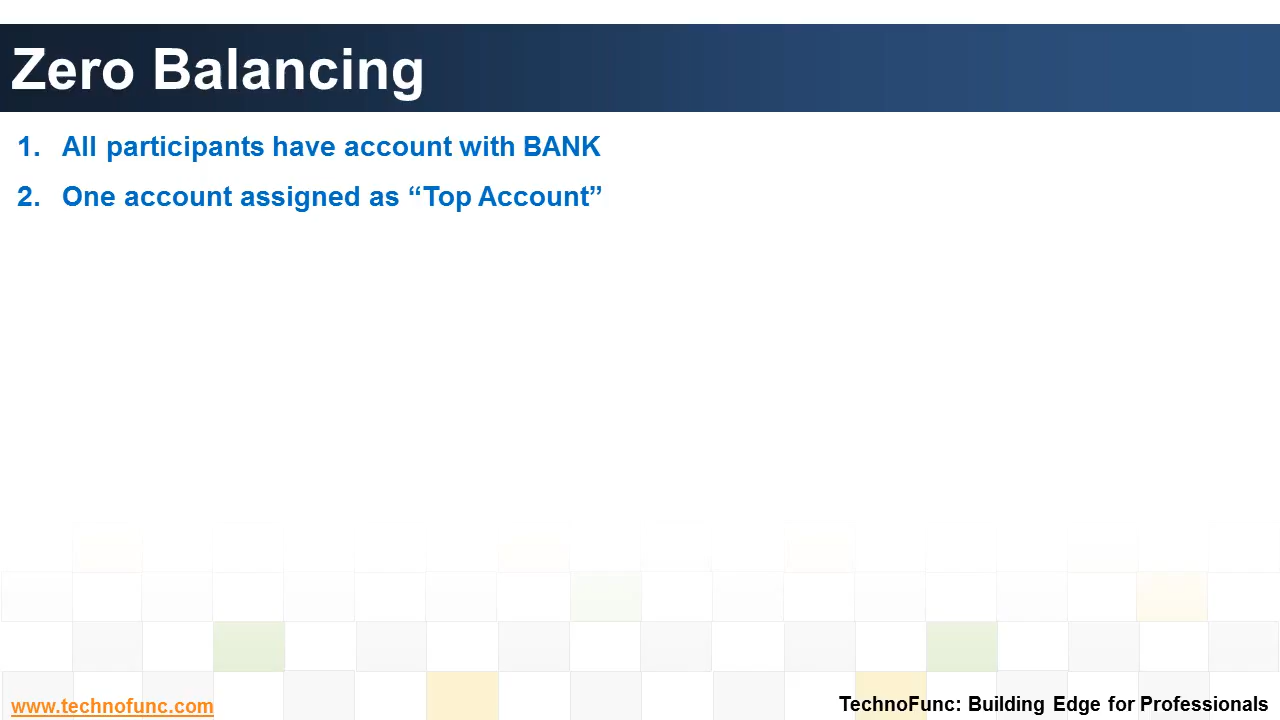 Zero Balancing
1. All participants have account with BANK
2. One account assigned as “Top Account”
www.technofunc.com
TechnoFunc: Building Edge for Professionals